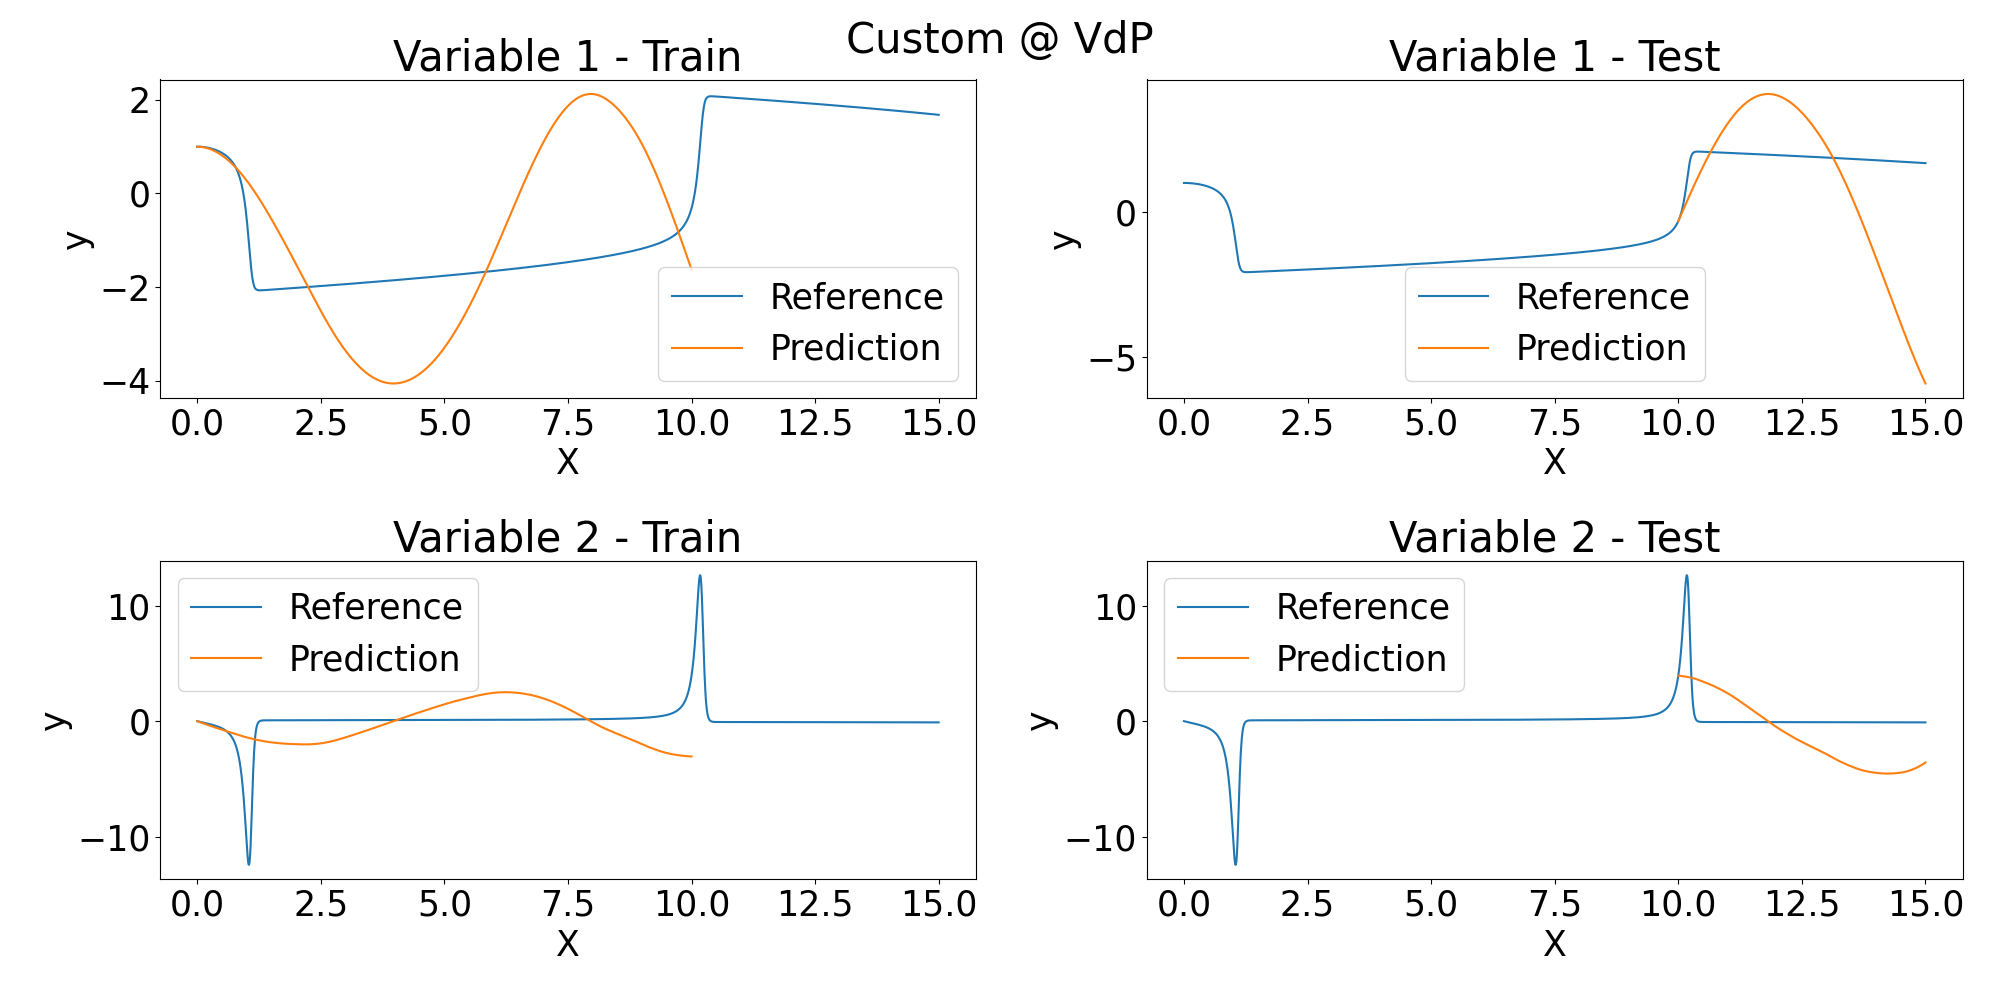 Custom @ VdP
Variable 1 - Train
2
0
−2
−4
y
0.0 2.5 5.0 7.5 10.0 12.5 15.0
X
Reference
Prediction
Variable 1 - Test
0
−5
y
0.0 2.5 5.0 7.5 10.0 12.5 15.0
X
Reference
Prediction
Variable 2 - Train
10
0
−10
y
0.0 2.5 5.0 7.5 10.0 12.5 15.0
X
Reference
Prediction
Variable 2 - Test
10
0
−10
y
0.0 2.5 5.0 7.5 10.0 12.5 15.0
X
Reference
Prediction